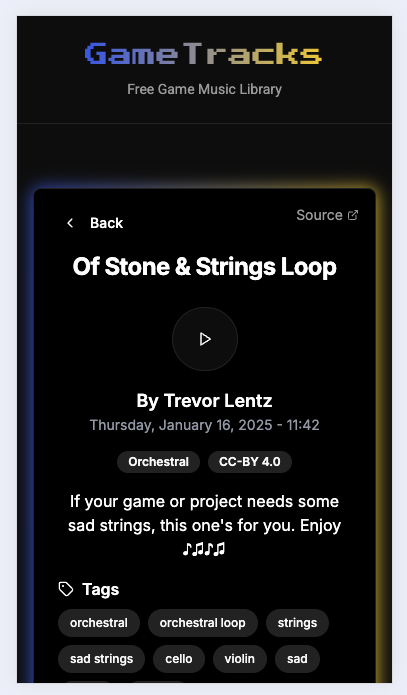 GameTracks
Free Game Music Library
Source
Back
Of Stone & Strings Loop
By Trevor Lentz
Thursday, January 16, 2025 - 11:42
Orchestral CC-BY 4.0
If your game or project needs some
sad strings, this one's for you. Enjoy
♪♫♪♫
Tags
orchestral orchestral loop strings
sad strings cello violin sad